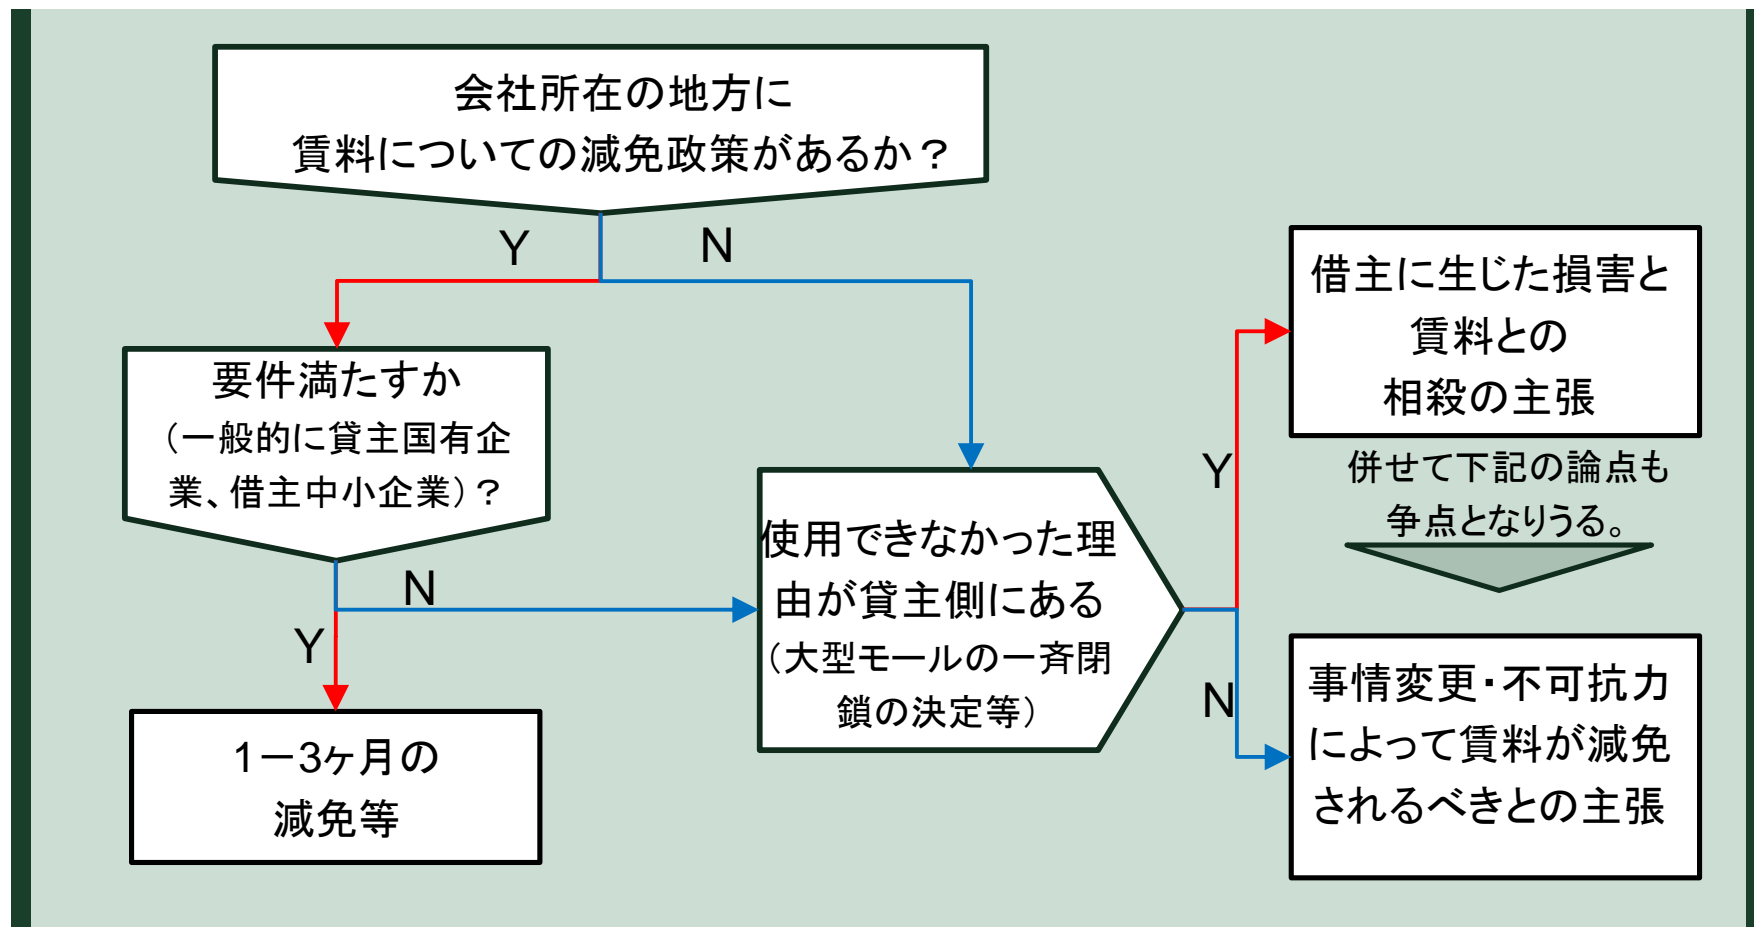 会社所在の地方に
賃料についての減免政策があるか？
Y
N
要件満たすか
（一般的に貸主国有企
業、借主中小企業）？
N
Y
1－3ヶ月の
減免等
使用できなかった理
由が貸主側にある
（大型モールの一斉閉
鎖の決定等）
Y
N
借主に生じた損害と
賃料との
相殺の主張
併せて下記の論点も
争点となりうる。
事情変更・不可抗力
によって賃料が減免
されるべきとの主張